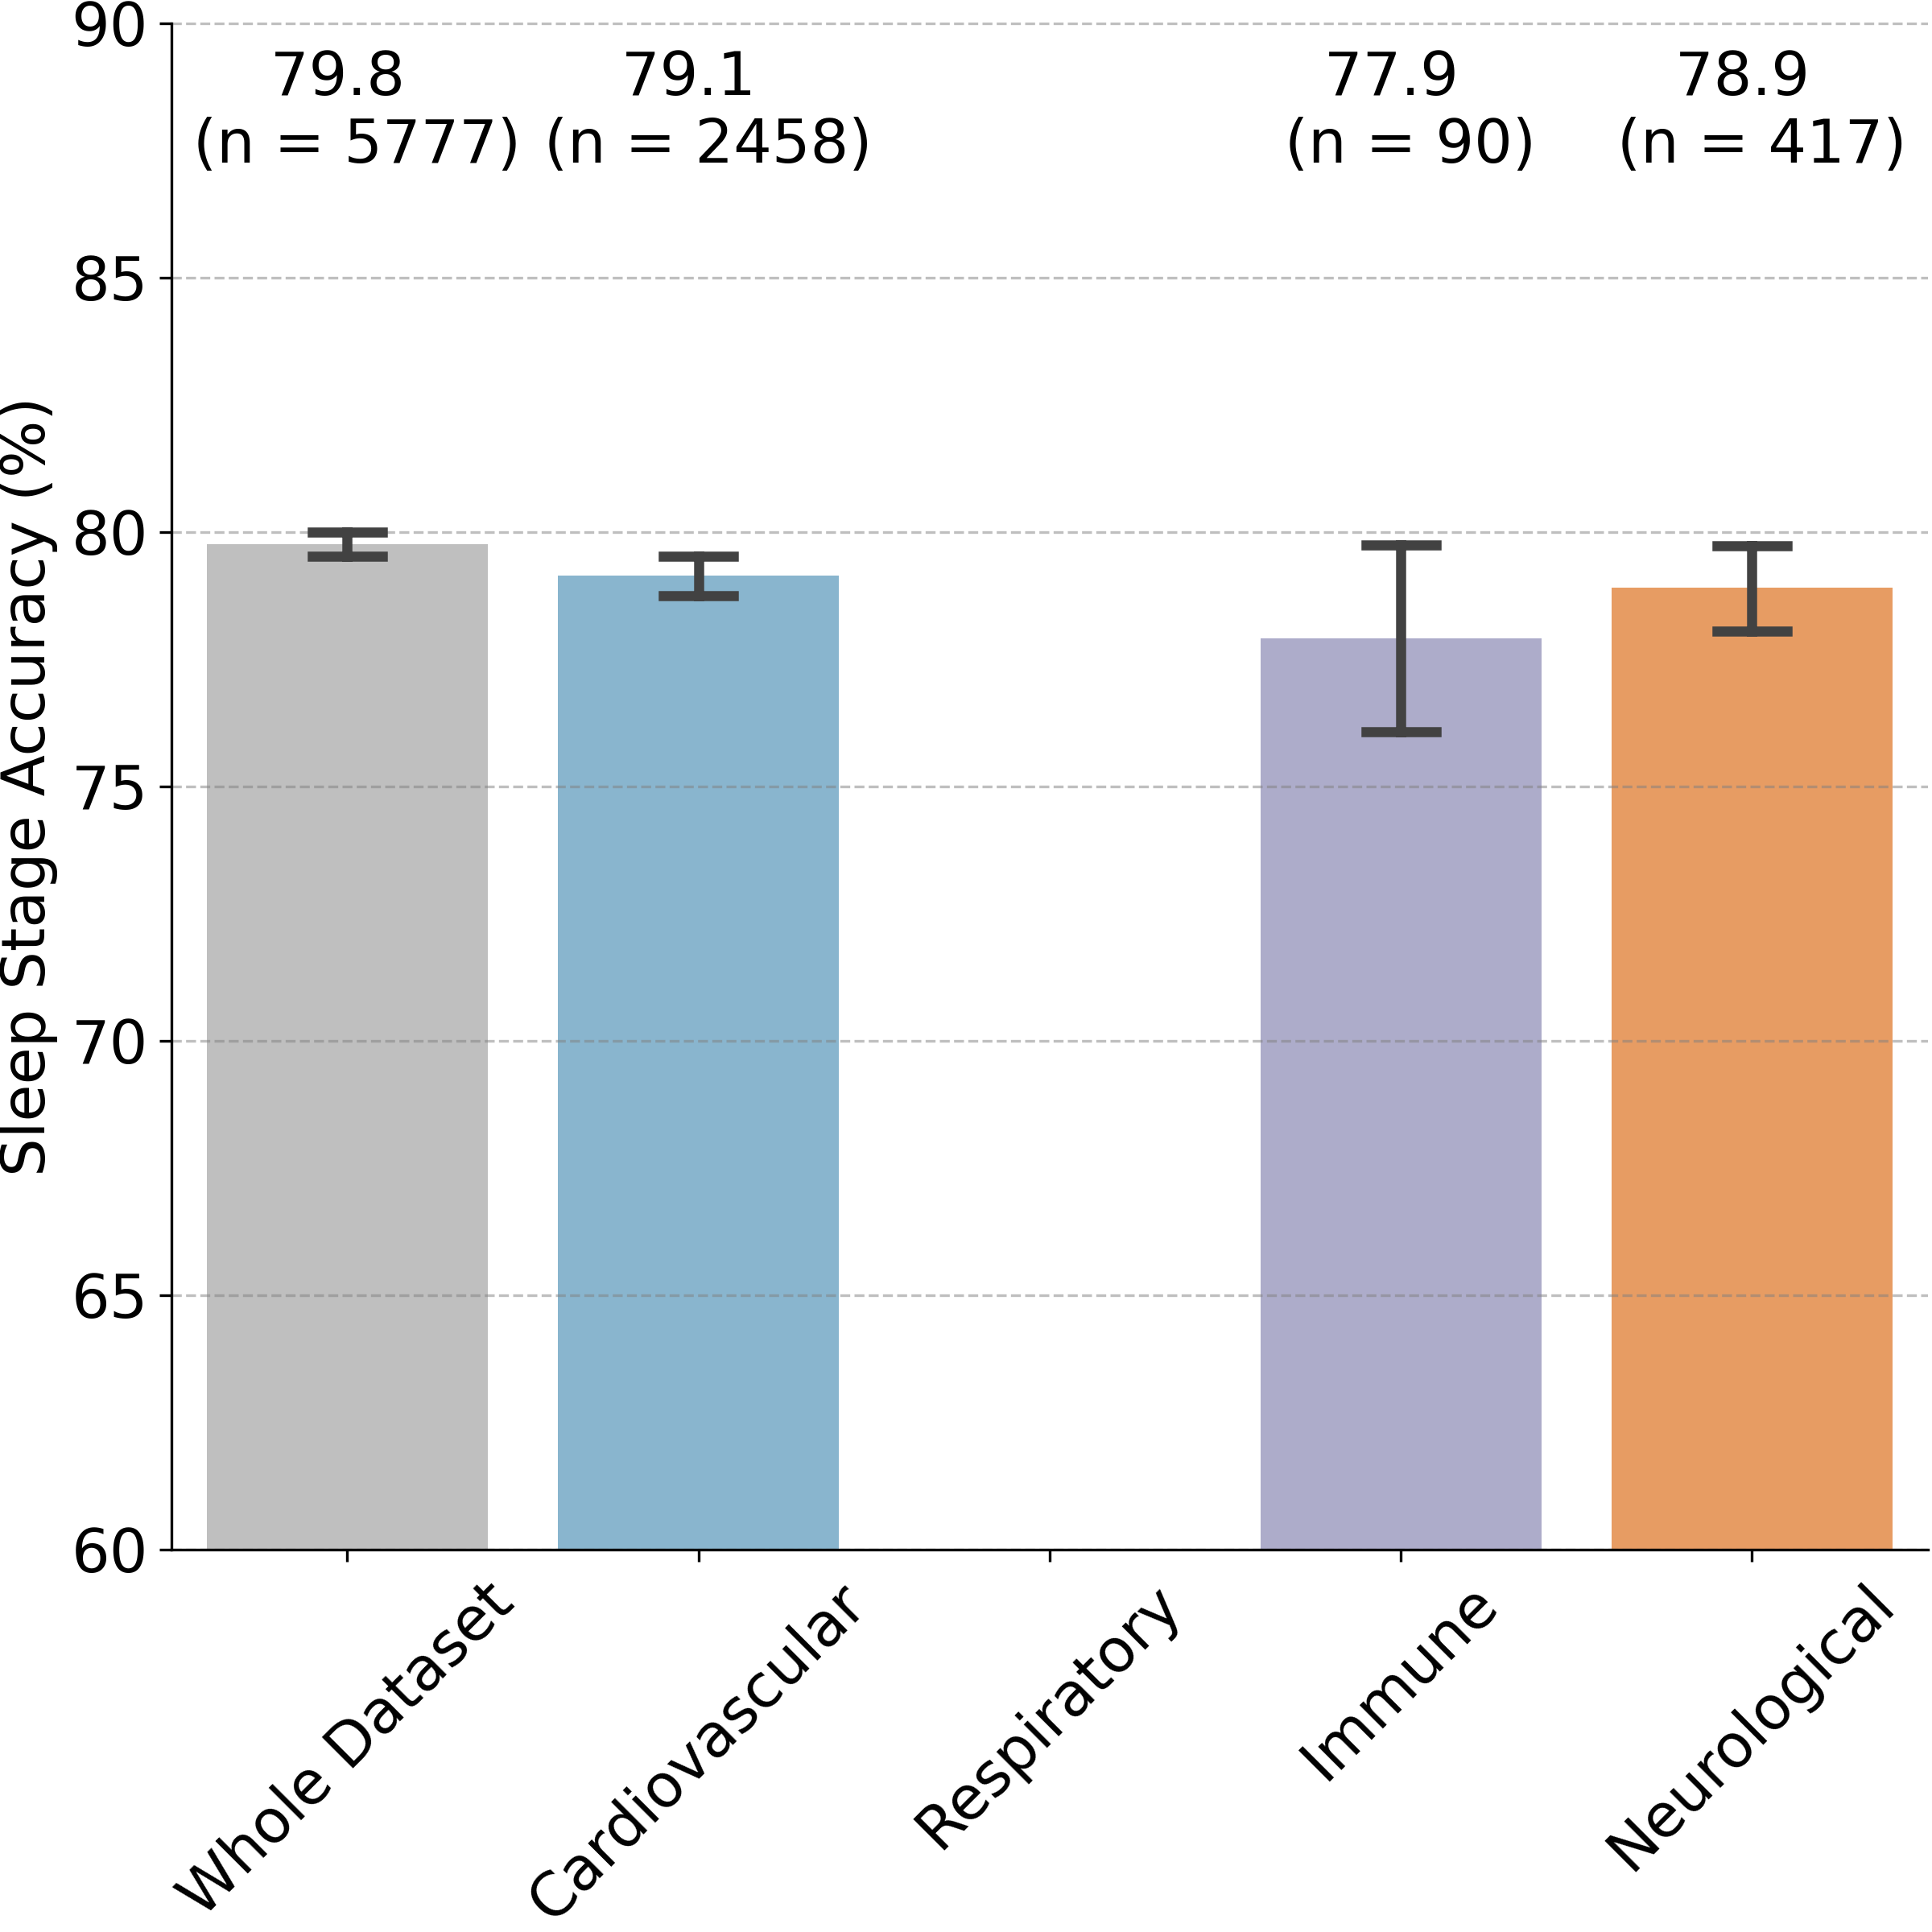 90
79.8
(n = 5777)
79.1
(n = 2458)
77.9
(n = 90)
78.9
(n = 417)
85
80
75
70
65
60
Sleep Stage Accuracy (%)
Whole Dataset
Cardiovascular
Respiratory
Immune
Neurological